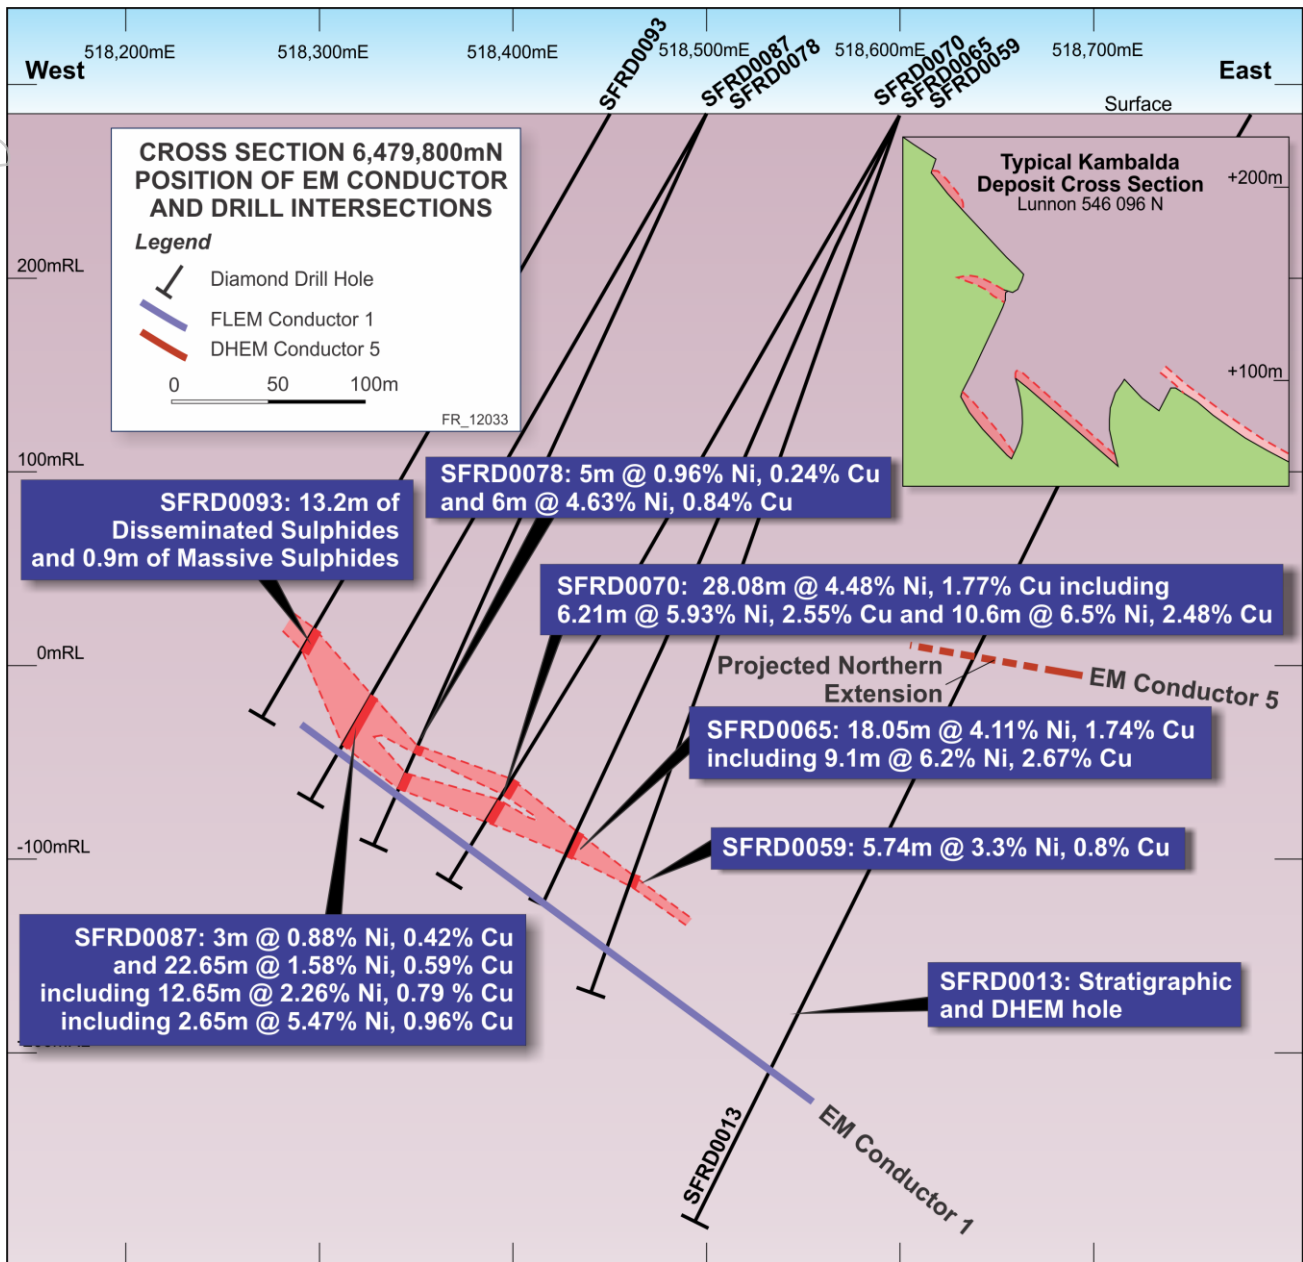 518,200mE
518,300mE
518,400mE
518,500mE
518,600mE
518,700mE
West
East
SFRD0093
SFRD0087
SFRD0078
SFRD0070
SFRD0065
SFRD0059
Surface
CROSS SECTION 6,479,800mN
POSITION OF EM CONDUCTOR
AND DRILL INTERSECTIONS
Legend
Diamond Drill Hole
FLEM Conductor 1
DHEM Conductor 5
0 50 100m
FR_12033
Typical Kambalda
Deposit Cross Section
Lunnon 546 096 N
+200m
+100m
200mRL
100mRL
0mRL
-100mRL
SFRD0078: 5m @ 0.96% Ni, 0.24% Cu
and 6m @ 4.63% Ni, 0.84% Cu
SFRD0093: 13.2m of
Disseminated Sulphides
and 0.9m of Massive Sulphides
SFRD0070: 28.08m @ 4.48% Ni, 1.77% Cu including
6.21m @ 5.93% Ni, 2.55% Cu and 10.6m @ 6.5% Ni, 2.48% Cu
Projected Northern
Extension
EM Conductor 5
SFRD0065: 18.05m @ 4.11% Ni, 1.74% Cu
including 9.1m @ 6.2% Ni, 2.67% Cu
SFRD0059: 5.74m @ 3.3% Ni, 0.8% Cu
SFRD0087: 3m @ 0.88% Ni, 0.42% Cu
and 22.65m @ 1.58% Ni, 0.59% Cu
including 12.65m @ 2.26% Ni, 0.79 % Cu
including 2.65m @ 5.47% Ni, 0.96% Cu
SFRD0013: Stratigraphic
and DHEM hole
SFRD0013
EM Conductor 1